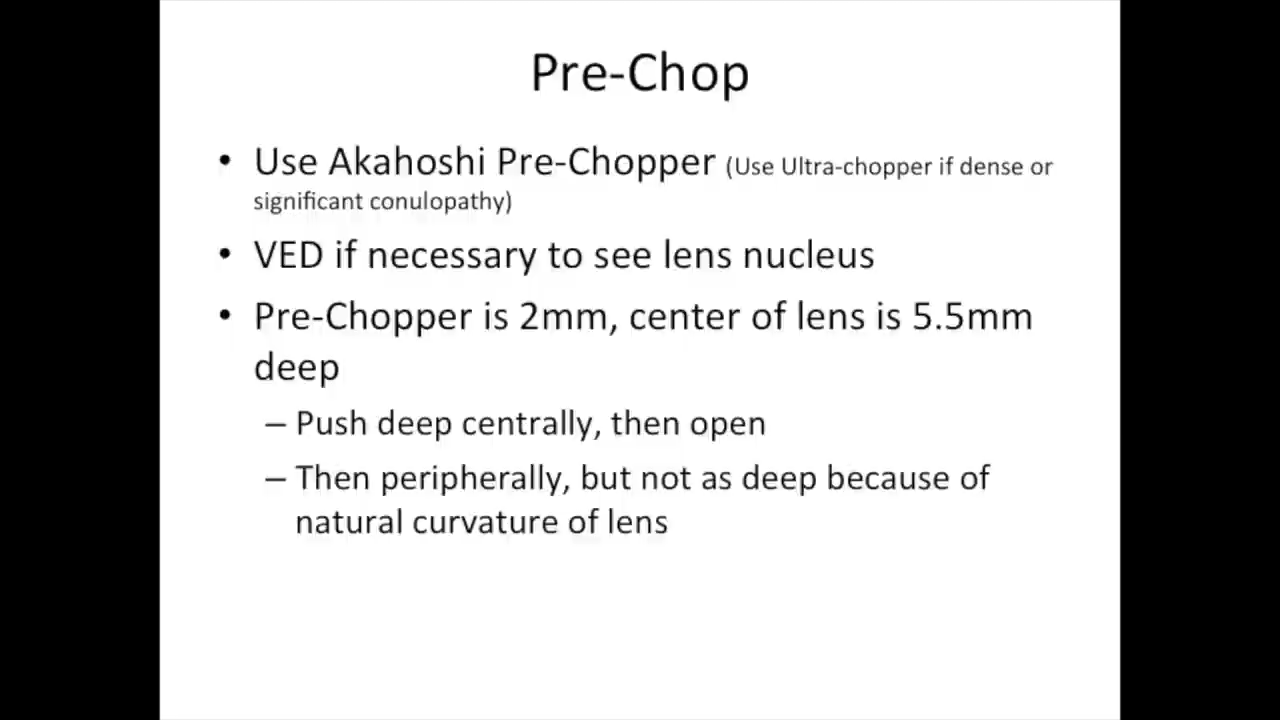 Pre-Chop
• Use Akahoshi Pre-Chopper (Use Ultra-chopper if dense or
significant conulopathy)
• VED if necessary to see lens nucleus
• Pre-Chopper is 2mm, center of lens is 5.5mm
deep
– Push deep centrally, then open
– Then peripherally, but not as deep because of
natural curvature of lens